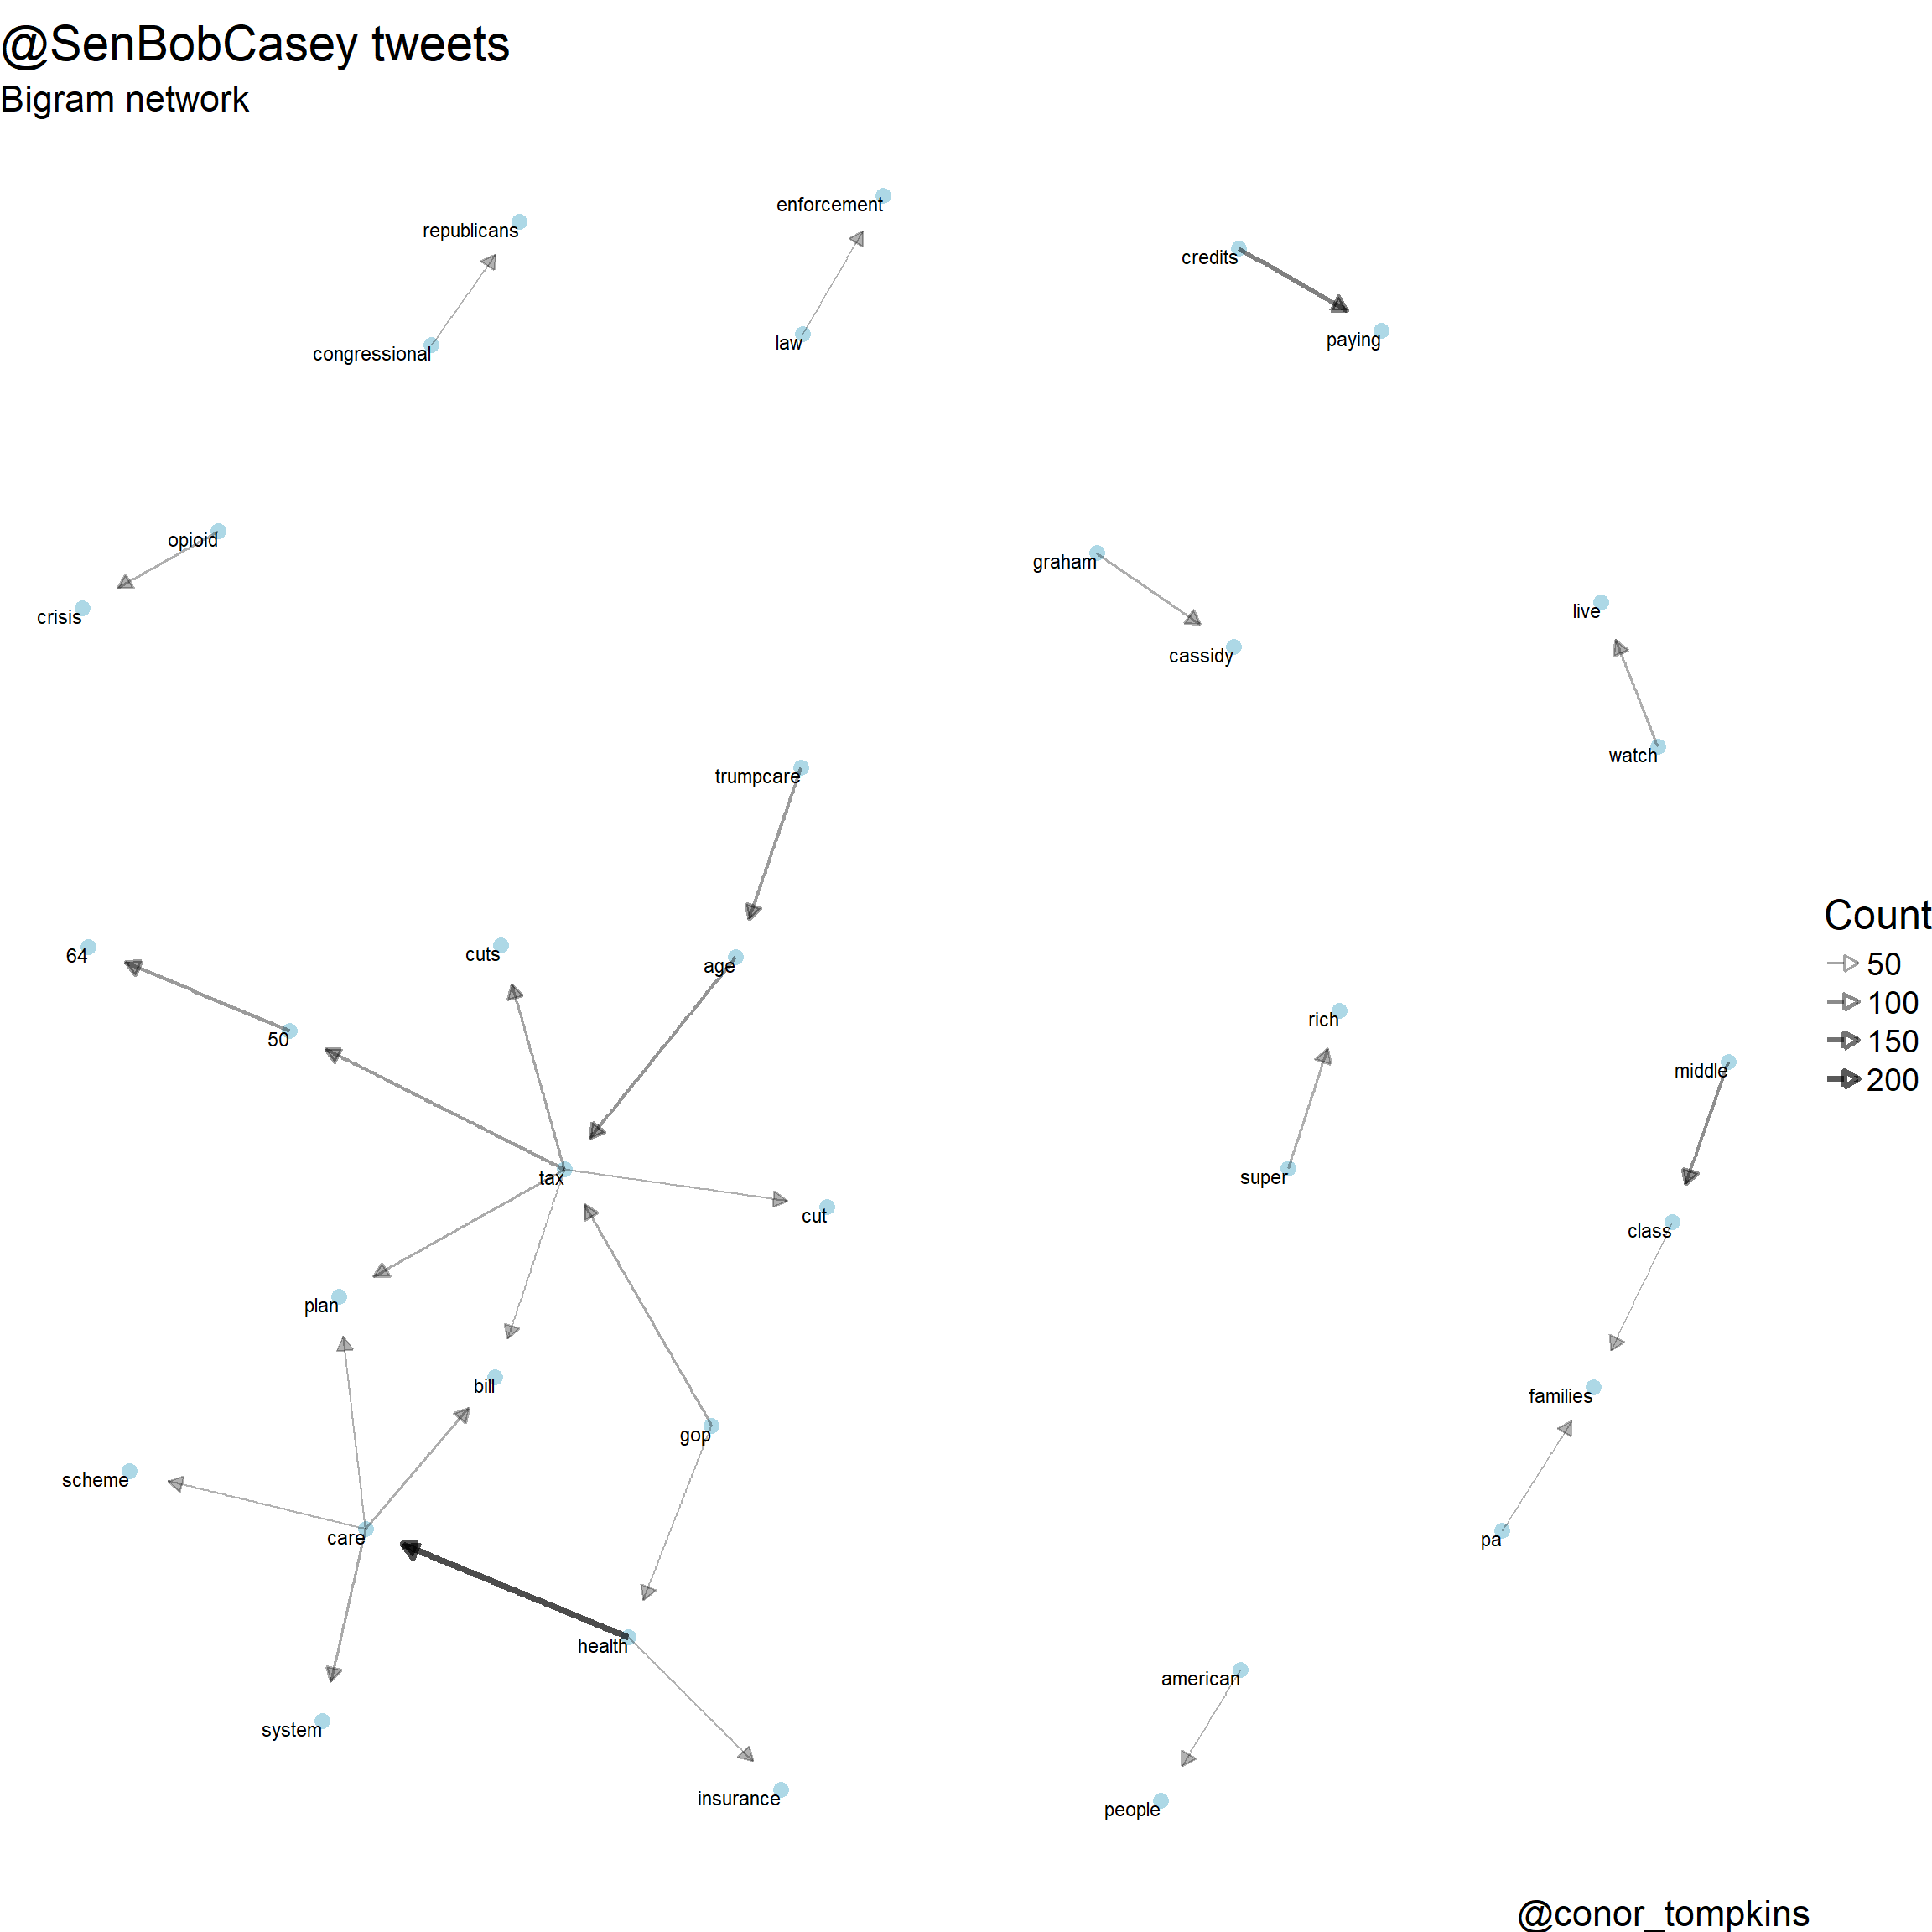 @SenBobCasey tweets
Bigram network
enforcement
republicans
credits
paying
law
congressional
opioid
graham
live
crisis
cassidy
watch
trumpcare
Count
64
cuts
age
50
100
150
200
rich
50
middle
tax
super
cut
class
plan
bill
families
gop
scheme
care
pa
health
american
system
insurance
people
@conor_tompkins